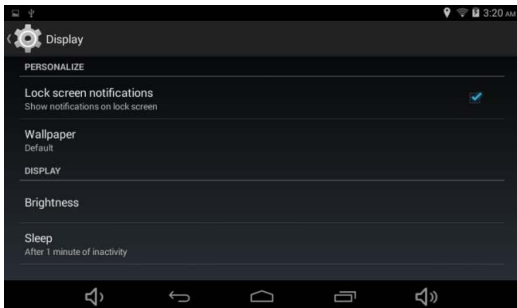 3:20 AM
Display
PERSONALIZE
Lock screen notifications
Show notifications on lock screen
Wallpaper
Default
DISPLAY
Brightness
Sleep
After 1 minute of inactivity